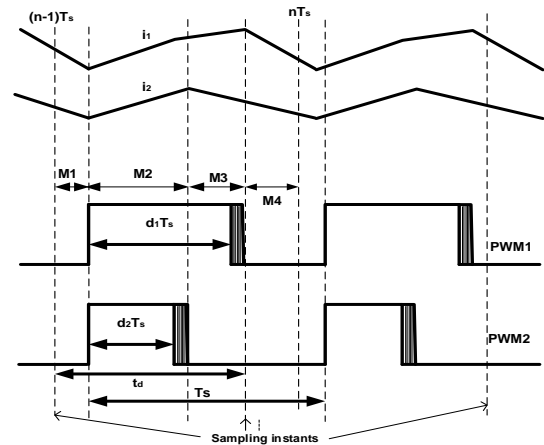 (n-1)Ts nTs
i1
i2
M1 M2 M3
M4
d1Ts
PWM1
d2Ts
PWM2
td
Ts
Sampling instants